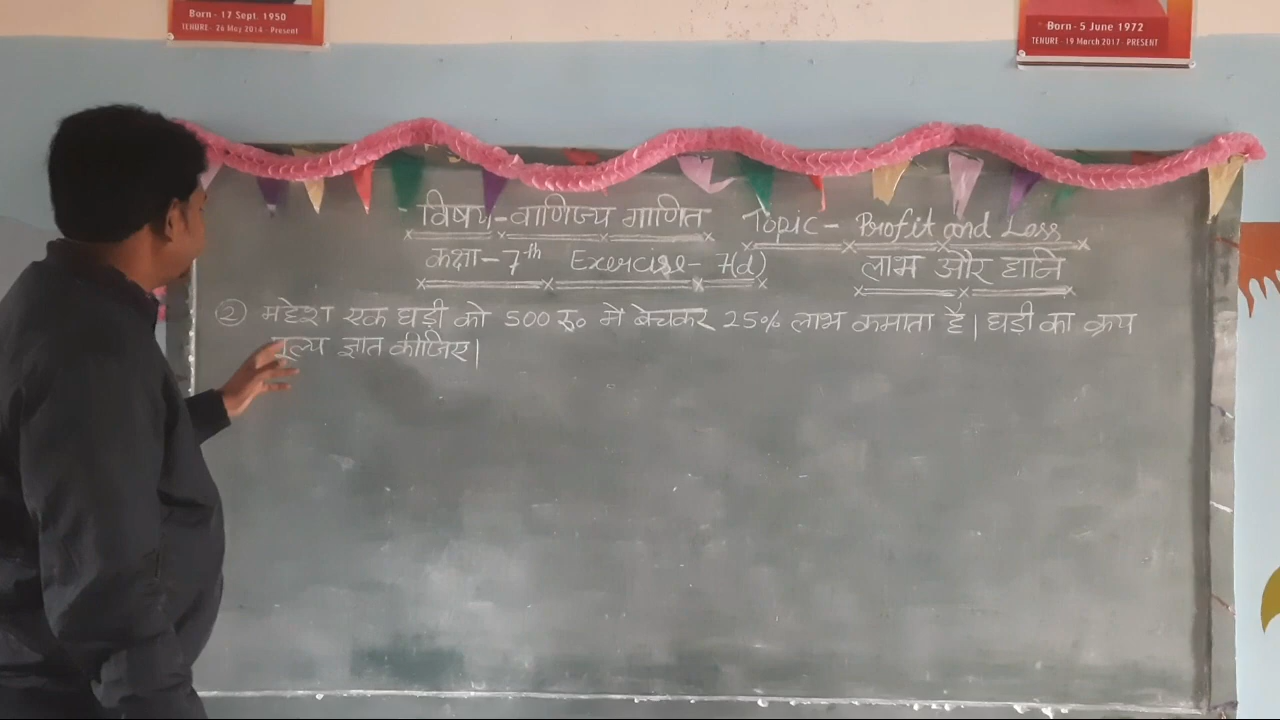 Born - 17 Sept. 1950
TENURE - 26 May 2014 - Present
Born - 5 June 1972
TENURE - 19 March 2017 - PRESENT
विषय - वाणिज्य गाणित Topic - Profit and Loss
कक्षा - 7th Exercise - 7(d) लाभ और हानि
② महेश एक घड़ी को 500 रु० में बेचकर 25% लाभ कमाता है। घड़ी का क्रय
मूल्य ज्ञात कीजिए।